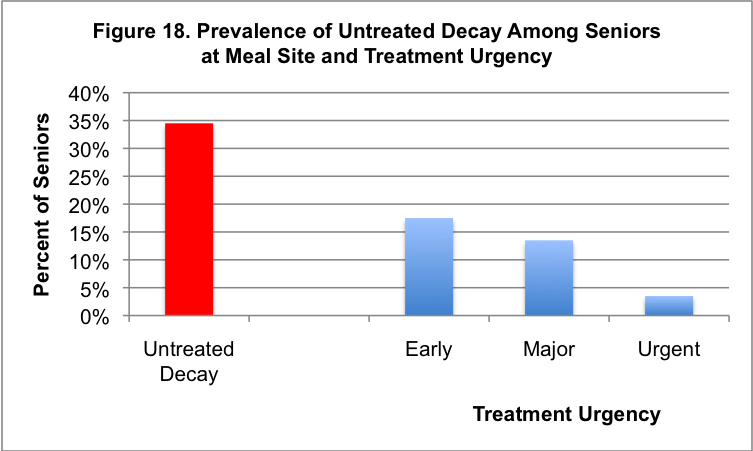 Figure 18. Prevalence of Untreated Decay Among Seniors
at Meal Site and Treatment Urgency
Percent of Seniors
40%
35%
30%
25%
20%
15%
10%
5%
0%
Untreated
Decay
Early
Major
Urgent
Treatment Urgency